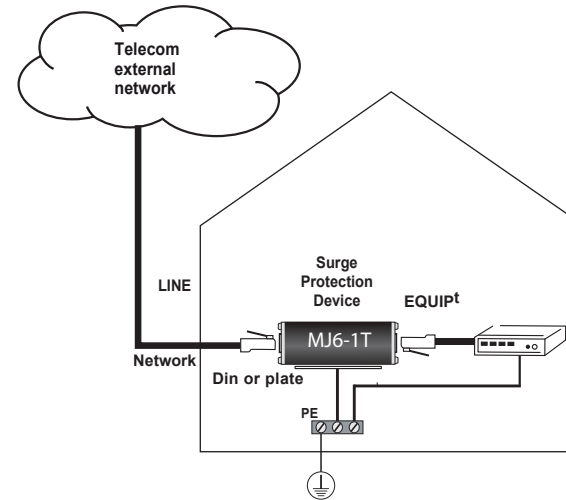 Telecom
external
network
LINE
Surge
Protection
Device
EQUIPt
MJ6-1T
Network
Din or plate
PE